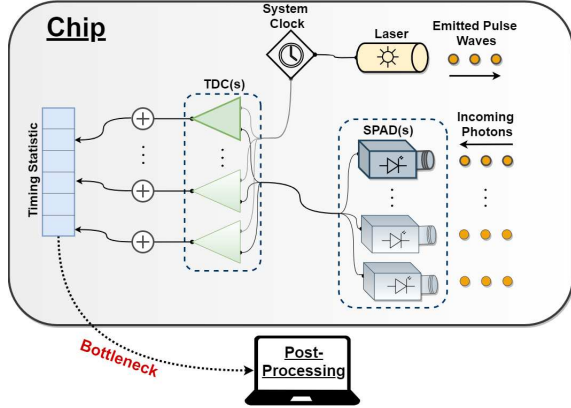 Chip
System
Clock
Laser
Emitted Pulse
Waves
TDC(s)
SPAD(s)
Incoming
Photons
Timing Statistic
Bottleneck
Post-
Processing